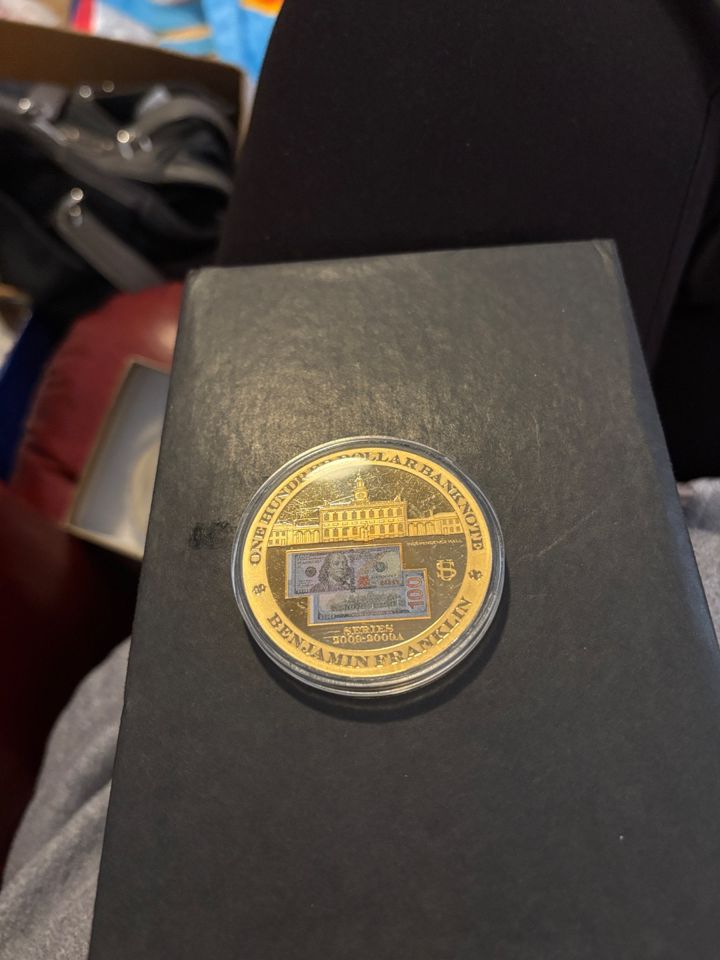 ONE HUNDRED DOLLAR BANKNOTE
INDEPENDENCE HALL
100
SERIES
2009-2009A
BENJAMIN FRANKLIN